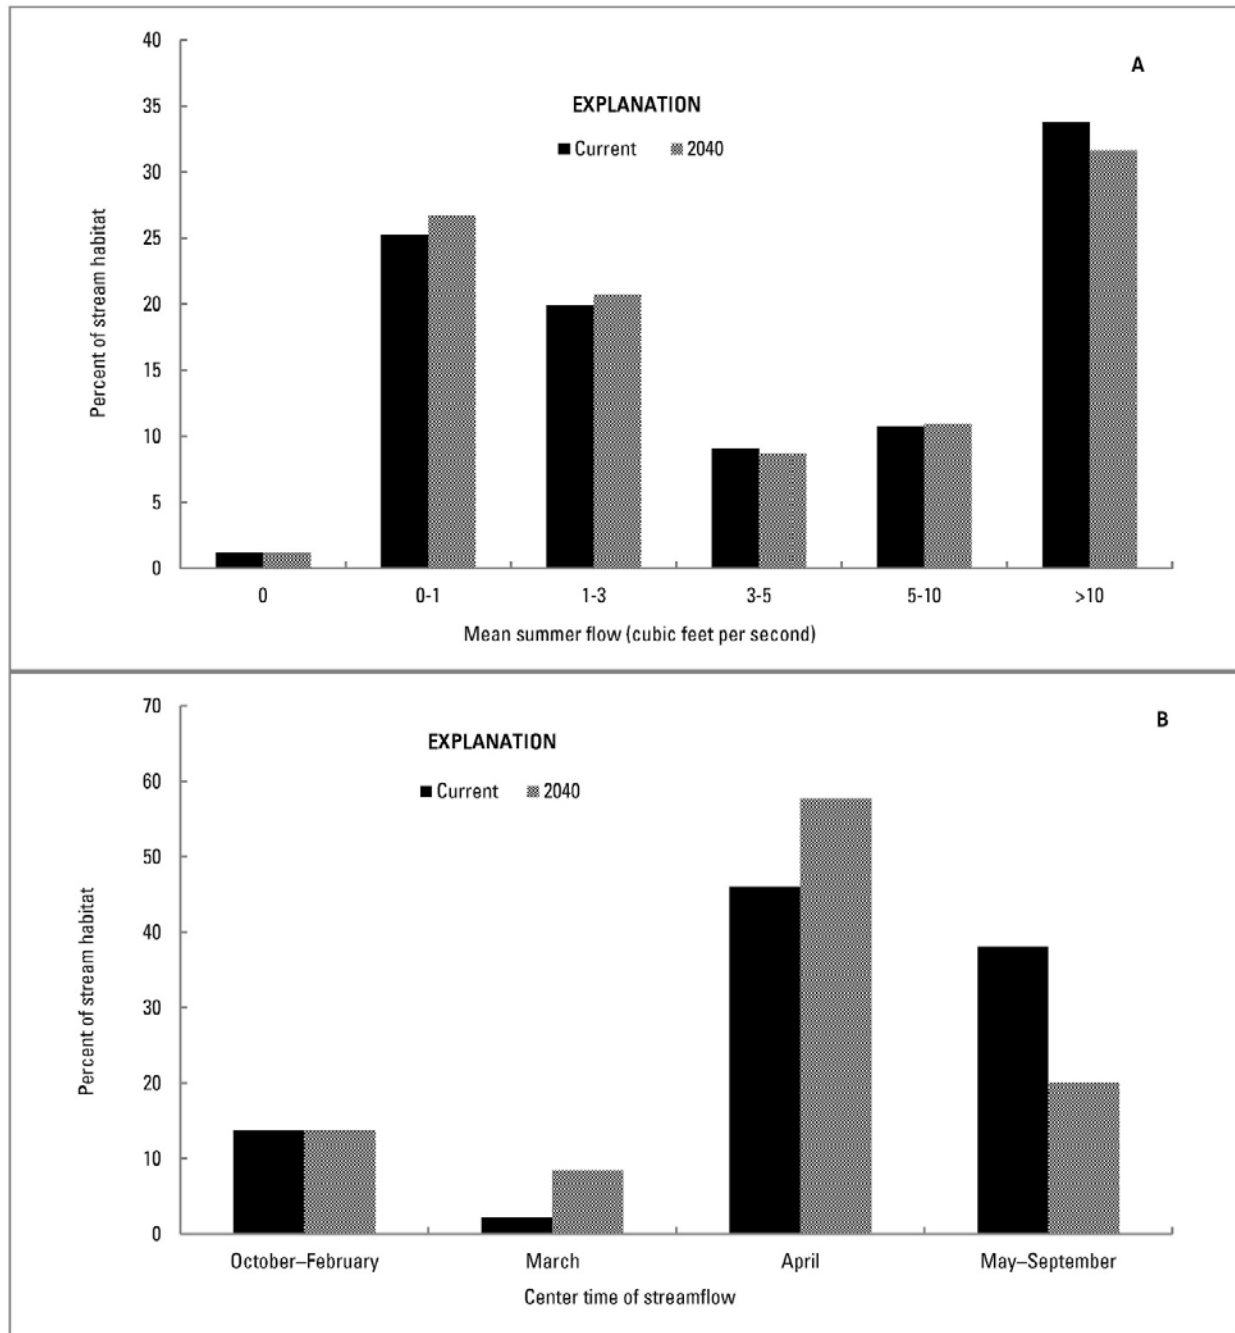 40
A
35
EXPLANATION
Current 2040
30
25
20
15
10
5
0
Percent of stream habitat
0 0-1 1-3 3-5 5-10 >10
Mean summer flow (cubic feet per second)
70
B
EXPLANATION
60
Current 2040
50
40
30
20
10
0
Percent of stream habitat
October–February March April May–September
Center time of streamflow